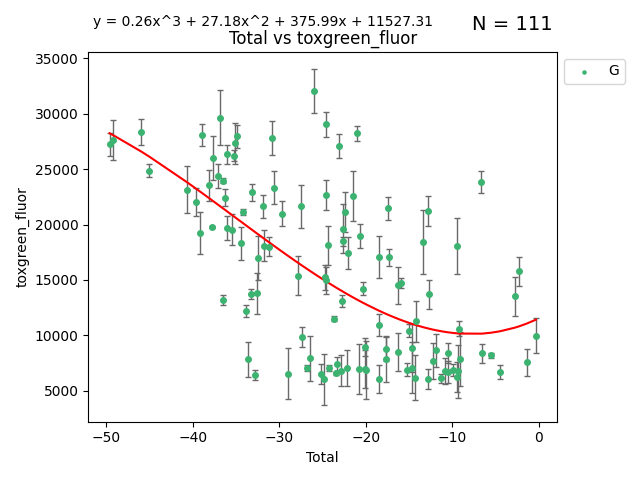 y = 0.26x^3 + 27.18x^2 + 375.99x + 11527.31
N = 111
Total vs toxgreen_fluor
G
35000
30000
25000
20000
15000
10000
5000
toxgreen_fluor
−50 −40 −30 −20 −10 0
Total